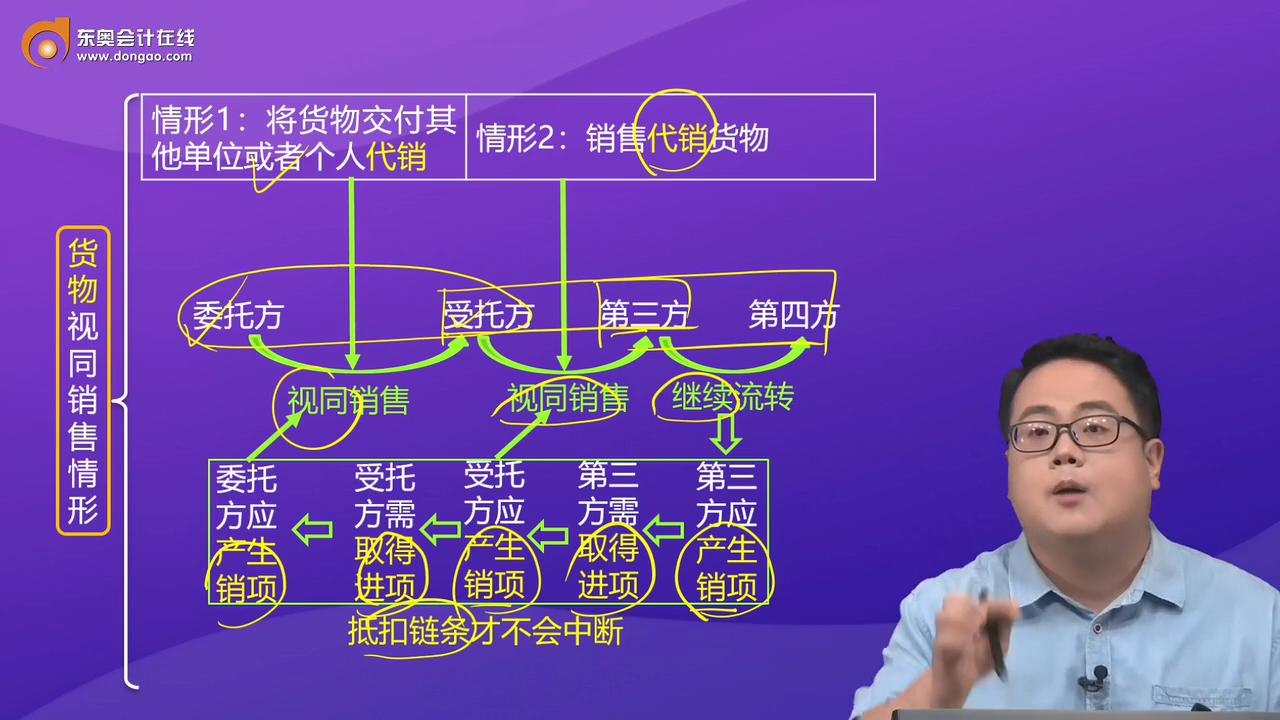 东奥会计在线
www.dongao.com
情形1：将货物交付其
他单位或者个人代销
情形2：销售代销货物
货物视同销售情形
委托方
受托方
第三方
第四方
视同销售
视同销售
继续流转
委托
方应
产生
销项
受托
方需
取得
进项
受托
方应
产生
销项
第三
方需
取得
进项
第三
方应
产生
销项
抵扣链条才不会中断